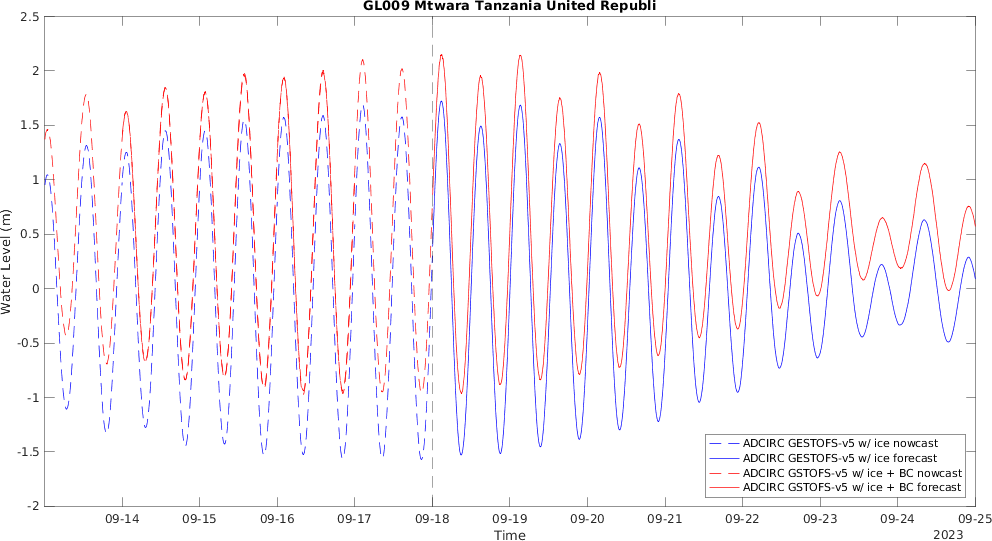 GL009 Mtwara Tanzania United Republi
2.5
2
1.5
1
0.5
0
-0.5
-1
-1.5
-2
Water Level (m)
09-14 09-15 09-16 09-17 09-18 09-19 09-20 09-21 09-22 09-23 09-24 09-25
Time
2023
ADCIRC GESTOFS-v5 w/ ice nowcast
ADCIRC GESTOFS-v5 w/ ice forecast
ADCIRC GSTOFS-v5 w/ ice + BC nowcast
ADCIRC GSTOFS-v5 w/ ice + BC forecast